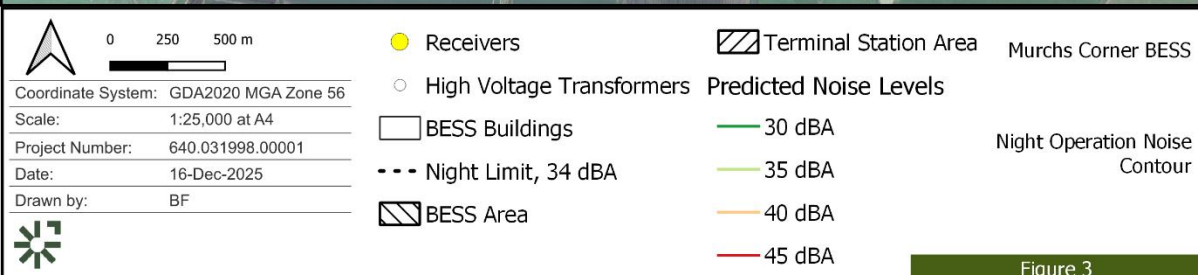 0 250 500 m
Coordinate System: GDA2020 MGA Zone 56
Scale: 1:25,000 at A4
Project Number: 640.031998.00001
Date: 16-Dec-2025
Drawn by: BF
Receivers
High Voltage Transformers
BESS Buildings
Night Limit, 34 dBA
BESS Area
Terminal Station Area
Predicted Noise Levels
30 dBA
35 dBA
40 dBA
45 dBA
Murchs Corner BESS
Night Operation Noise
Contour
Figure 3